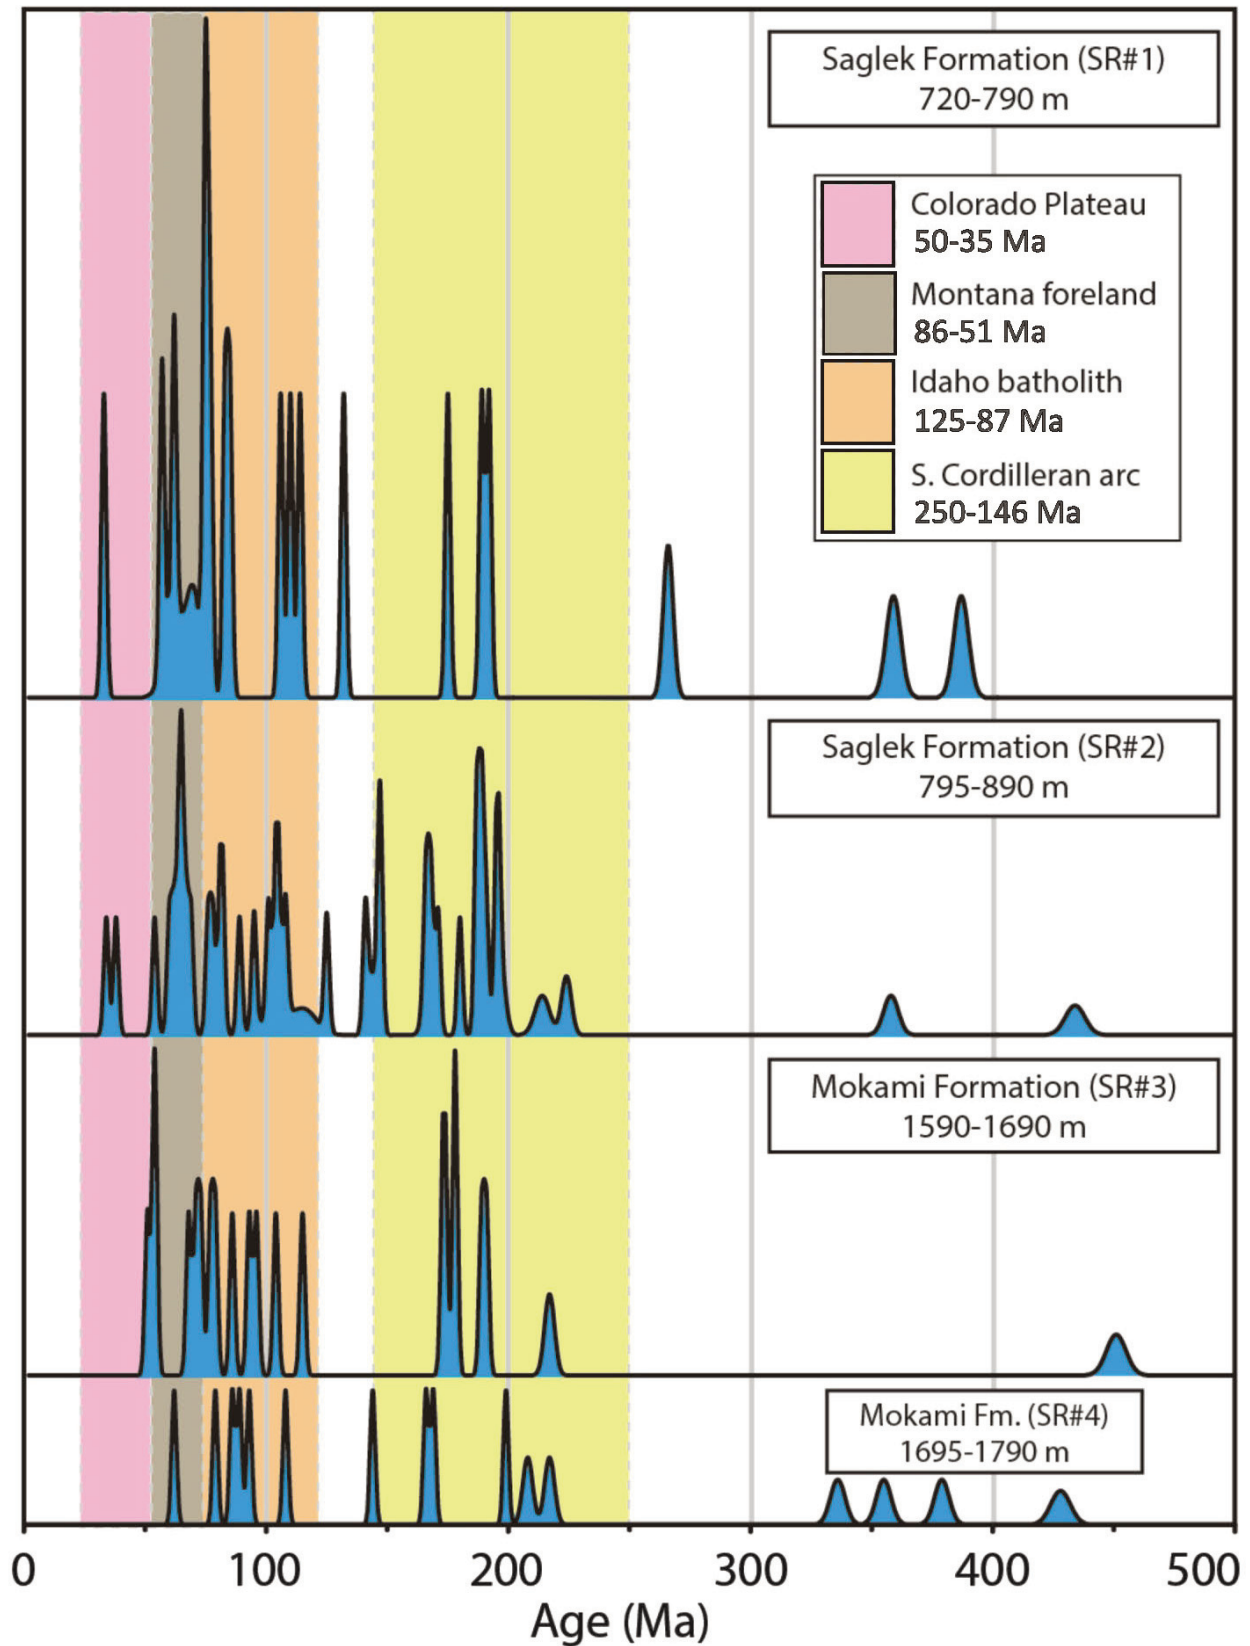 Saglek Formation (SR#1)
720-790 m
Colorado Plateau
50-35 Ma
Montana foreland
86-51 Ma
Idaho batholith
125-87 Ma
S. Cordilleran arc
250-146 Ma
Saglek Formation (SR#2)
795-890 m
Mokami Formation (SR#3)
1590-1690 m
Mokami Fm. (SR#4)
1695-1790 m
0 100 200 300 400 500
Age (Ma)